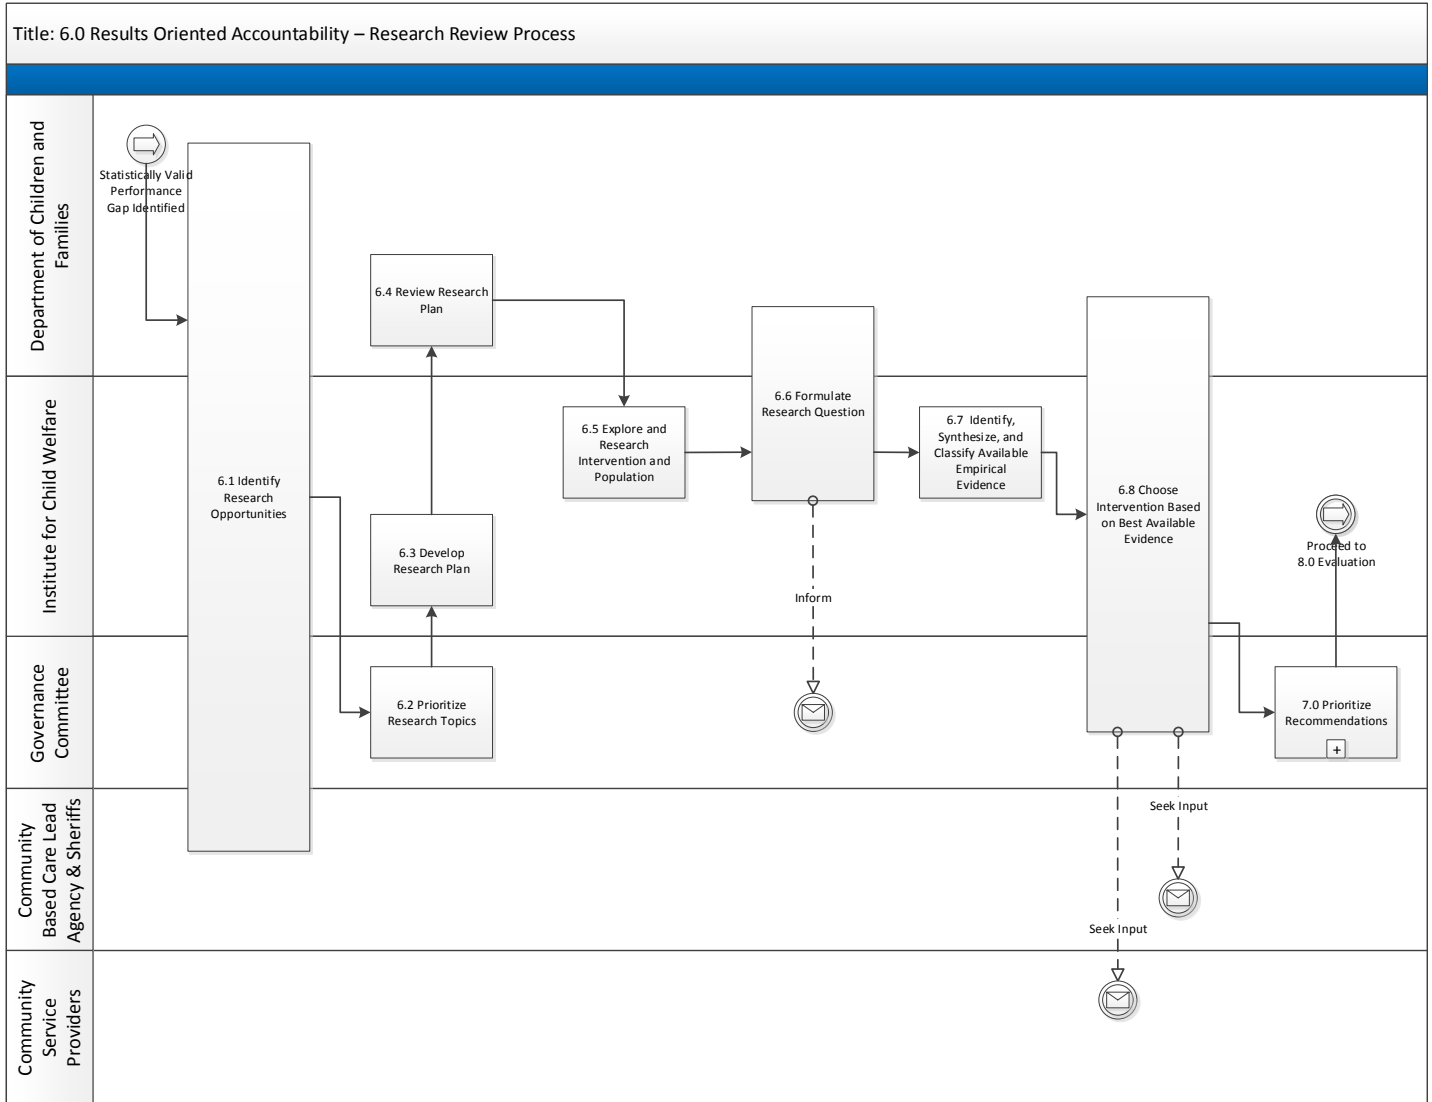 Title: 6.0 Results Oriented Accountability – Research Review Process
Department of Children and
Families
Statistically Valid
Performance
Gap Identified
6.4 Review Research
Plan
Institute for Child Welfare
6.1 Identify
Research
Opportunities
6.3 Develop
Research Plan
6.5 Explore and
Research
Intervention and
Population
6.6 Formulate
Research Question
6.7 Identify,
Synthesize, and
Classify Available
Empirical
Evidence
6.8 Choose
Intervention Based
on Best Available
Evidence
Proceed to
8.0 Evaluation
Inform
Governance
Committee
6.2 Prioritize
Research Topics
7.0 Prioritize
Recommendations
+
Community
Based Care Lead
Agency & Sheriffs
Seek Input
Seek Input
Community
Service
Providers